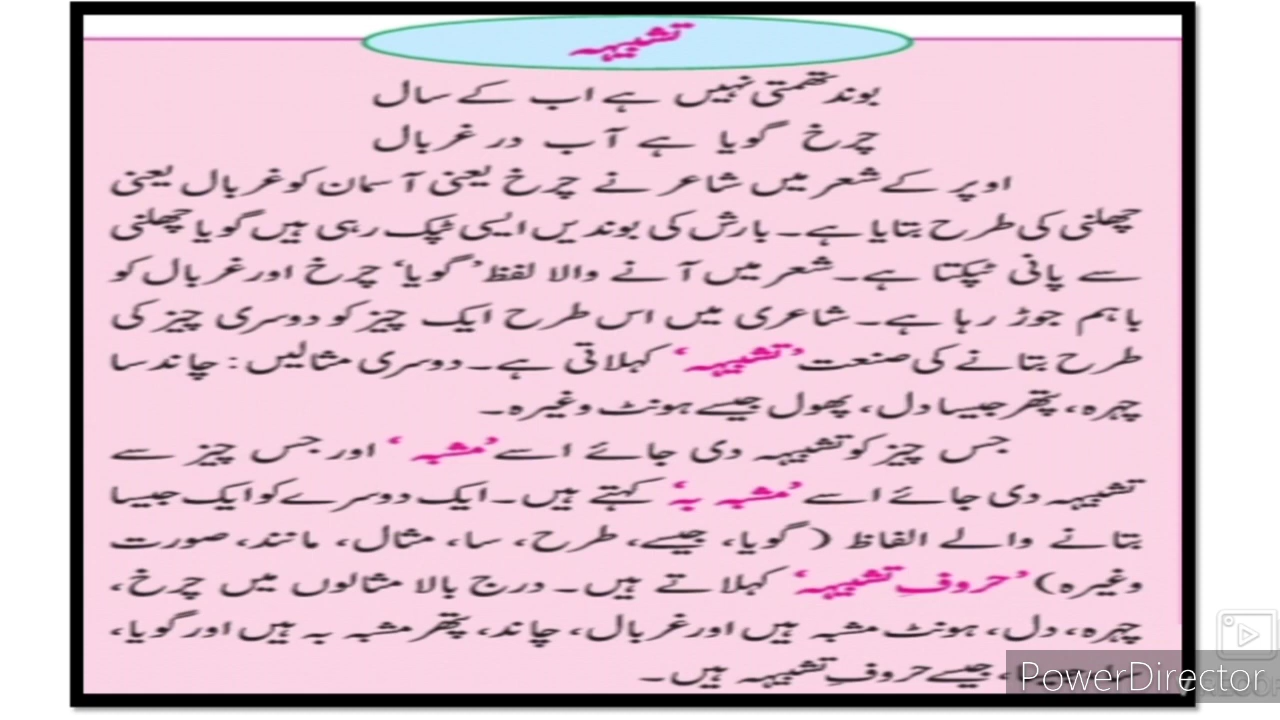 تشبیہہ
بوند تھمتی نہیں ہے اب کے سال
چرخ گویا ہے آب در غربال
اوپر کے شعر میں شاعر نے چرخ یعنی آسمان کو غربال یعنی
چھلنی کی طرح بتایا ہے۔ بارش کی بوندیں ایسی ٹپک رہی ہیں گویا چھلنی
سے پانی ٹپکتا ہے۔ شعر میں آنے والا لفظ ’گویا‘ چرخ اور غربال کو
باہم جوڑ رہا ہے۔ شاعری میں اس طرح ایک چیز کو دوسری چیز کی
طرح بتانے کی صنعت ’تشبیہہ‘ کہلاتی ہے۔ دوسری مثالیں : چاند سا
چہرہ، پتھر جیسا دل، پھول جیسے ہونٹ وغیرہ۔
جس چیز کو تشبیہہ دی جائے اسے ’مشبہ‘ اور جس چیز سے
تشبیہہ دی جائے اسے ’مشبہ بہ‘ کہتے ہیں۔ ایک دوسرے کو ایک جیسا
بتانے والے الفاظ (گویا، جیسے، طرح، سا، مثال، مانند، صورت
وغیرہ) ’حروفِ تشبیہہ‘ کہلاتے ہیں۔ درج بالا مثالوں میں چرخ،
چہرہ، دل، ہونٹ مشبہ ہیں اور غربال، چاند، پتھر مشبہ بہ ہیں اور گویا،
جیسے حروفِ تشبیہہ ہیں۔
PowerDirector